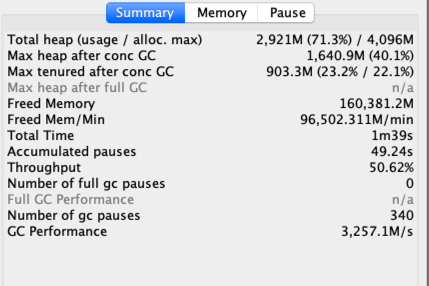 Summary Memory Pause
Total heap (usage / alloc. max) 2,921M (71.3%) / 4,096M
Max heap after conc GC 1,640.9M (40.1%)
Max tenured after conc GC 903.3M (23.2% / 22.1%)
Max heap after full GC n/a
Freed Memory 160,381.2M
Freed Mem/Min 96,502.311M/min
Total Time 1m39s
Accumulated pauses 49.24s
Throughput 50.62%
Number of full gc pauses 0
Full GC Performance n/a
Number of gc pauses 340
GC Performance 3,257.1M/s